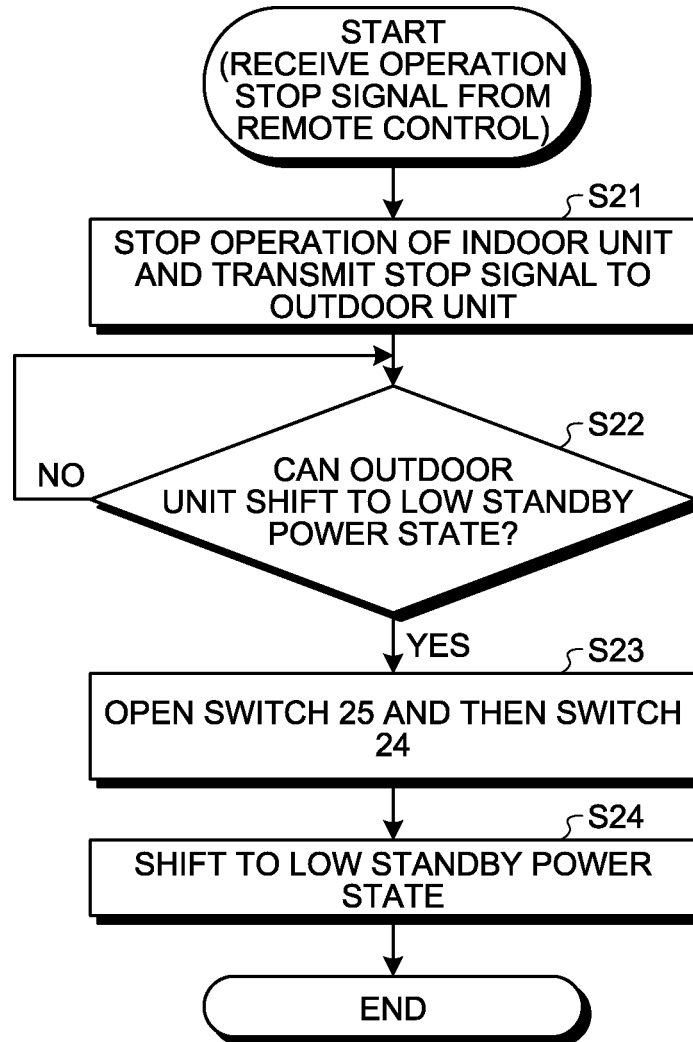 START
(RECEIVE OPERATION
STOP SIGNAL FROM
REMOTE CONTROL)
S21
STOP OPERATION OF INDOOR UNIT
AND TRANSMIT STOP SIGNAL TO
OUTDOOR UNIT
S22
NO
CAN OUTDOOR
UNIT SHIFT TO LOW STANDBY
POWER STATE?
YES
S23
OPEN SWITCH 25 AND THEN SWITCH
24
S24
SHIFT TO LOW STANDBY POWER
STATE
END